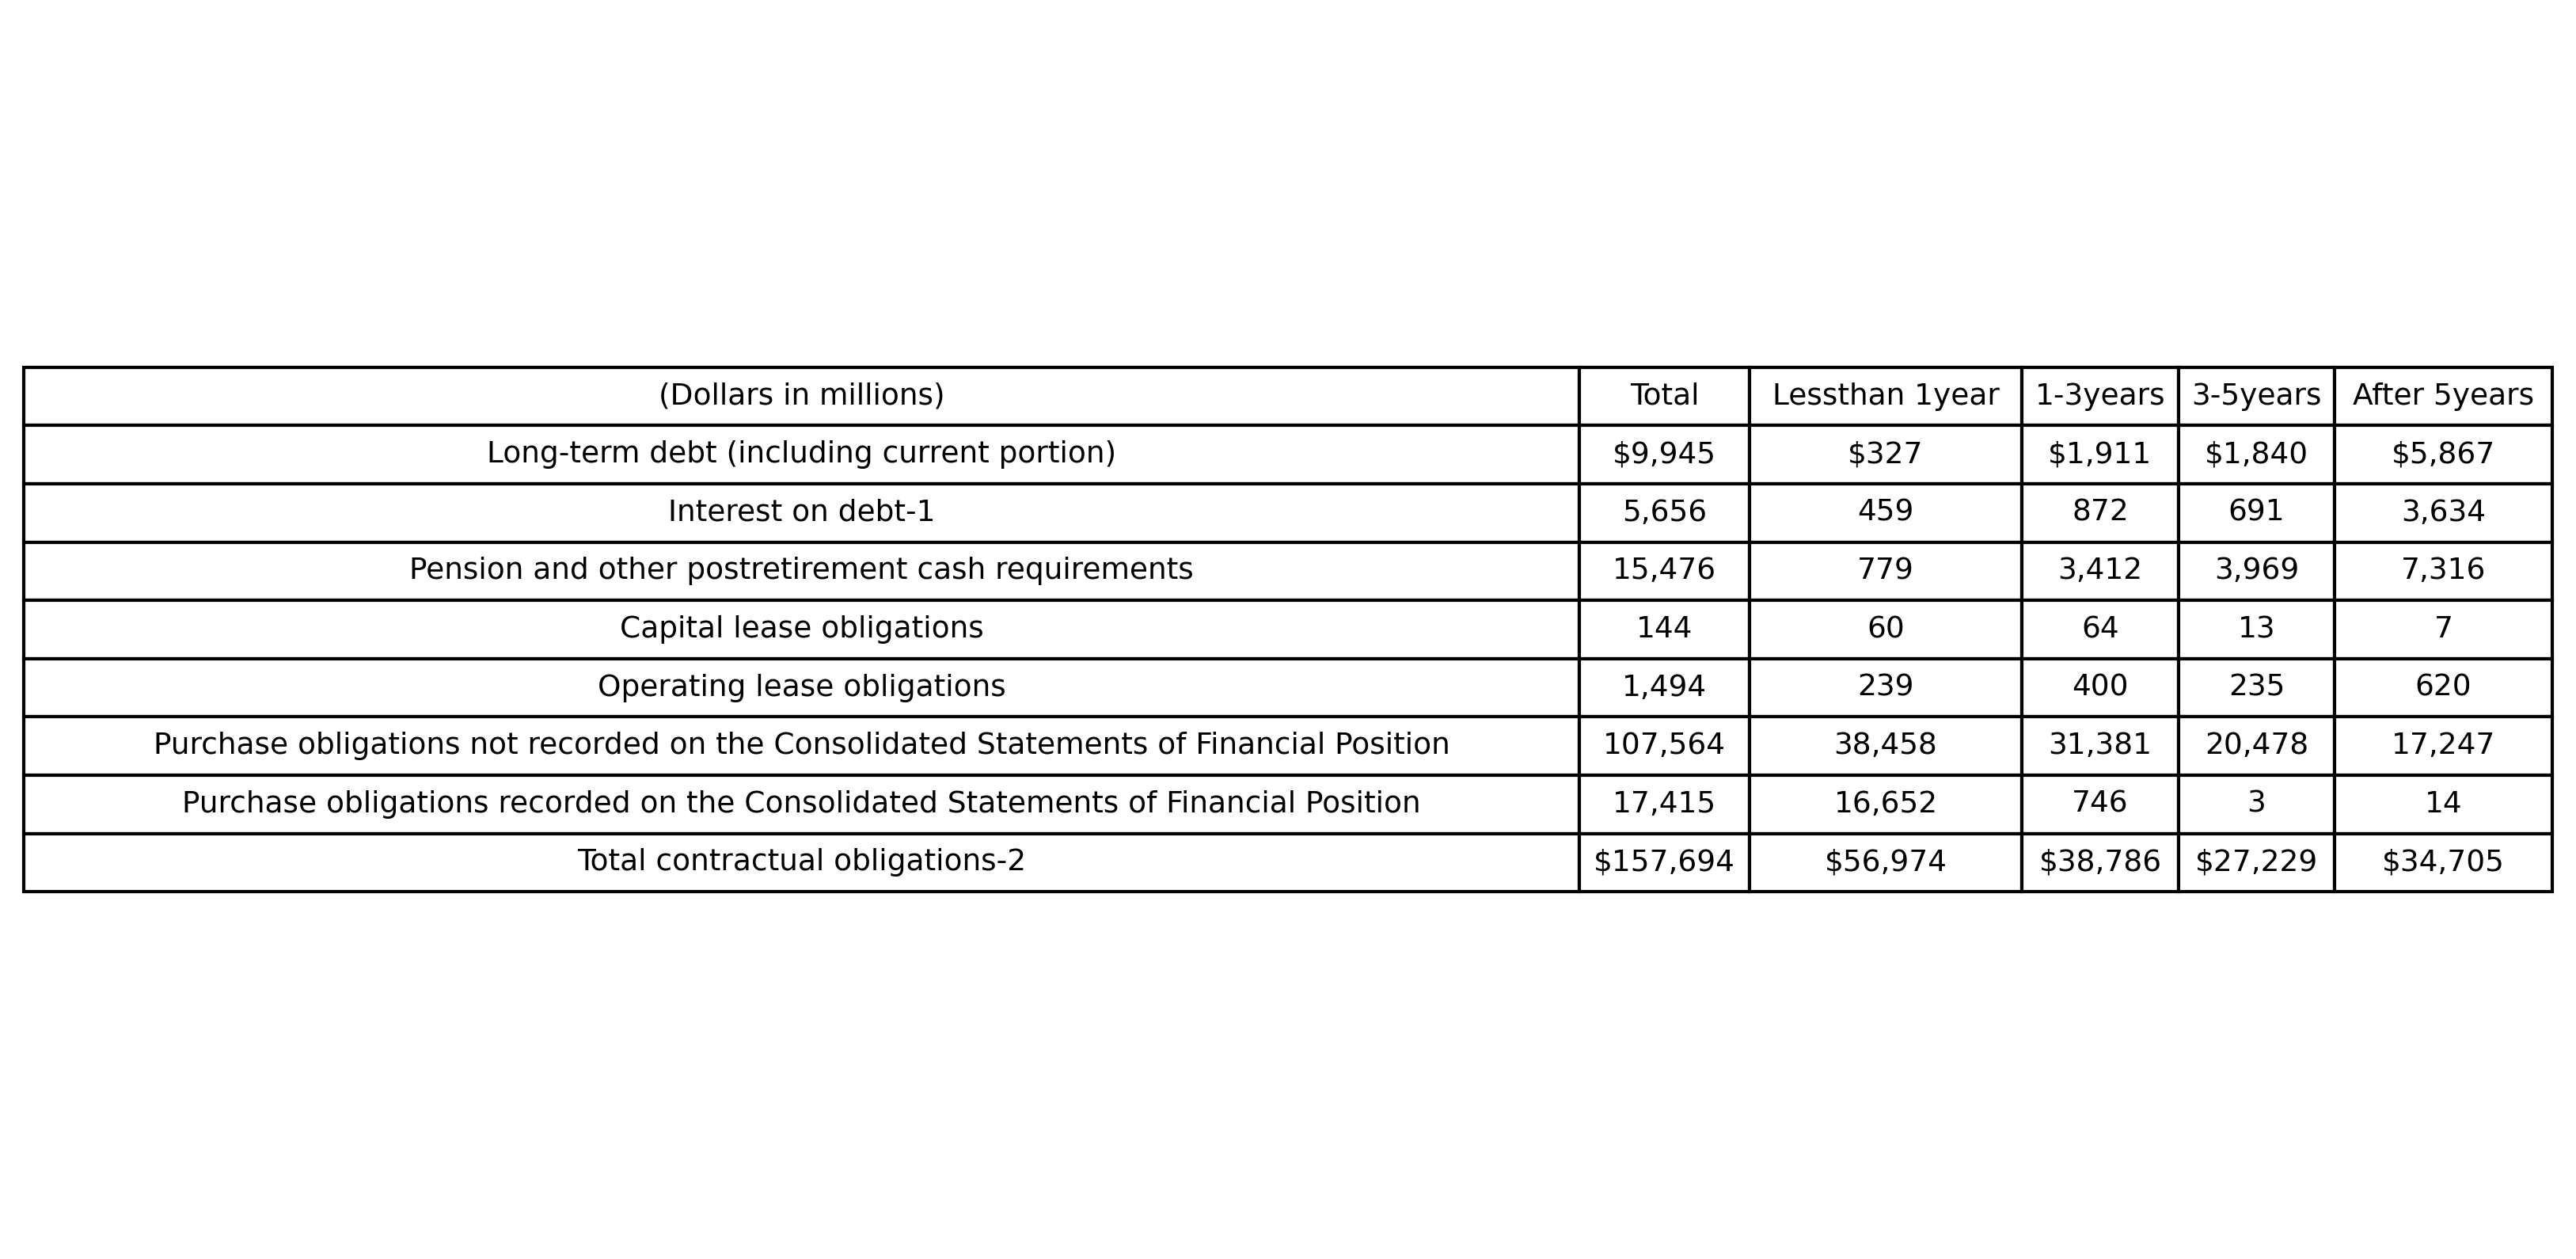 (Dollars in millions) Total Lessthan 1year 1-3years 3-5years After 5years
Long-term debt (including current portion) $9,945 $327 $1,911 $1,840 $5,867
Interest on debt-1 5,656 459 872 691 3,634
Pension and other postretirement cash requirements 15,476 779 3,412 3,969 7,316
Capital lease obligations 144 60 64 13 7
Operating lease obligations 1,494 239 400 235 620
Purchase obligations not recorded on the Consolidated Statements of Financial Position 107,564 38,458 31,381 20,478 17,247
Purchase obligations recorded on the Consolidated Statements of Financial Position 17,415 16,652 746 3 14
Total contractual obligations-2 $157,694 $56,974 $38,786 $27,229 $34,705